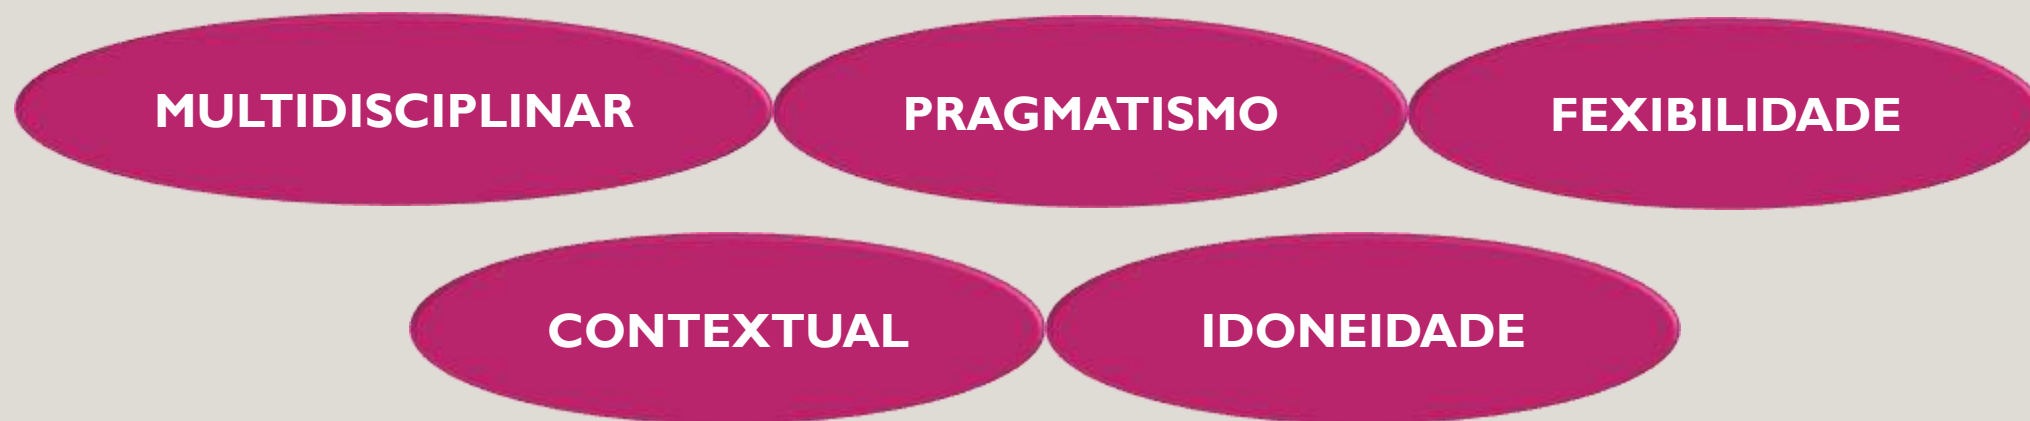 MULTIDISCIPLINAR PRAGMATISMO FEXIBILIDADE
CONTEXTUAL IDONEIDADE